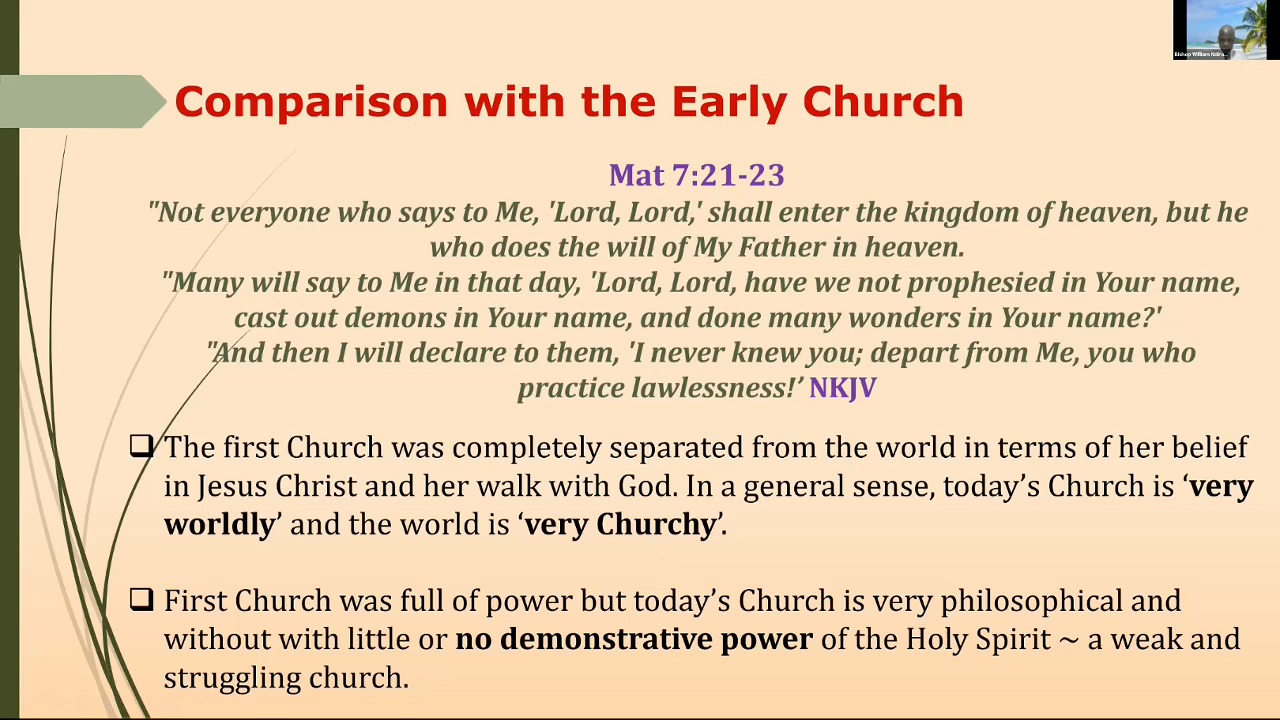 Bishop William Ndira...
Comparison with the Early Church
Mat 7:21-23
"Not everyone who says to Me, 'Lord, Lord,' shall enter the kingdom of heaven, but he
who does the will of My Father in heaven.
"Many will say to Me in that day, 'Lord, Lord, have we not prophesied in Your name,
cast out demons in Your name, and done many wonders in Your name?'
"And then I will declare to them, 'I never knew you; depart from Me, you who
practice lawlessness!’ NKJV
❑ The first Church was completely separated from the world in terms of her belief
in Jesus Christ and her walk with God. In a general sense, today’s Church is ‘very
worldly’ and the world is ‘very Churchy’.
❑ First Church was full of power but today’s Church is very philosophical and
without with little or no demonstrative power of the Holy Spirit ~ a weak and
struggling church.